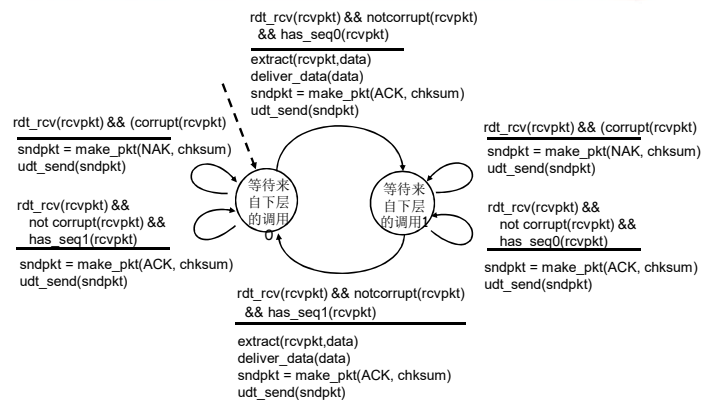 rdt_rcv(rcvpkt) && notcorrupt(rcvpkt)
&& has_seq0(rcvpkt)
extract(rcvpkt,data)
deliver_data(data)
sndpkt = make_pkt(ACK, chksum)
udt_send(sndpkt)
rdt_rcv(rcvpkt) && (corrupt(rcvpkt)
sndpkt = make_pkt(NAK, chksum)
udt_send(sndpkt)
rdt_rcv(rcvpkt) &&
not corrupt(rcvpkt) &&
has_seq1(rcvpkt)
sndpkt = make_pkt(ACK, chksum)
udt_send(sndpkt)
等待来
自下层
的调用
0
等待来
自下层
的调用1
rdt_rcv(rcvpkt) && (corrupt(rcvpkt)
sndpkt = make_pkt(NAK, chksum)
udt_send(sndpkt)
rdt_rcv(rcvpkt) &&
not corrupt(rcvpkt) &&
has_seq0(rcvpkt)
sndpkt = make_pkt(ACK, chksum)
udt_send(sndpkt)
rdt_rcv(rcvpkt) && notcorrupt(rcvpkt)
&& has_seq1(rcvpkt)
extract(rcvpkt,data)
deliver_data(data)
sndpkt = make_pkt(ACK, chksum)
udt_send(sndpkt)